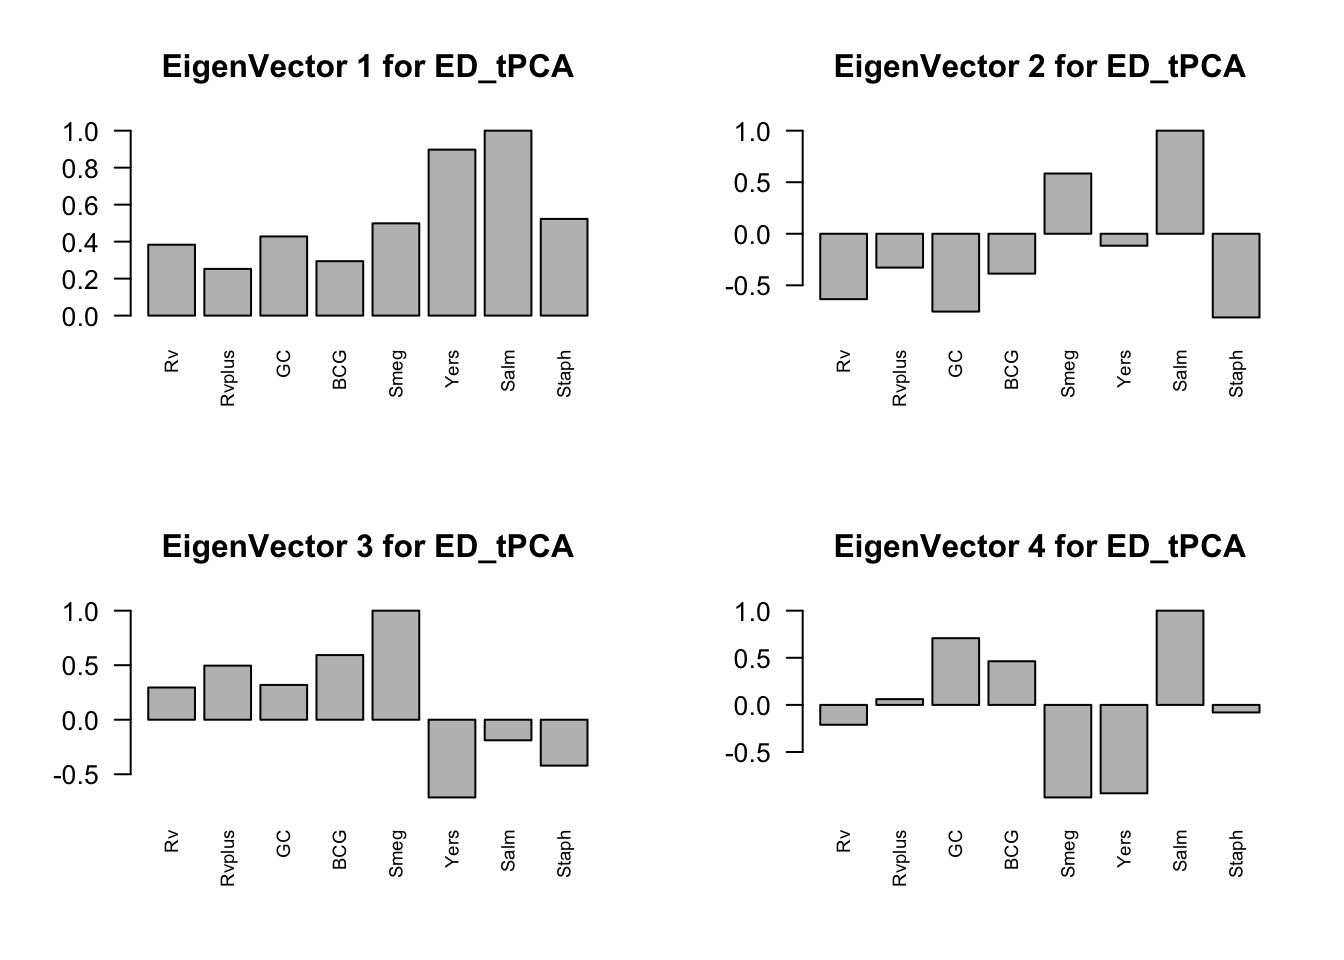 EigenVector 1 for ED_tPCA
1.0
0.8
0.6
0.4
0.2
0.0
Rv
Rvplus
GC
BCG
Smeg
Yers
Salm
Staph
EigenVector 2 for ED_tPCA
1.0
0.5
0.0
-0.5
Rv
Rvplus
GC
BCG
Smeg
Yers
Salm
Staph
EigenVector 3 for ED_tPCA
1.0
0.5
0.0
-0.5
Rv
Rvplus
GC
BCG
Smeg
Yers
Salm
Staph
EigenVector 4 for ED_tPCA
1.0
0.5
0.0
-0.5
Rv
Rvplus
GC
BCG
Smeg
Yers
Salm
Staph